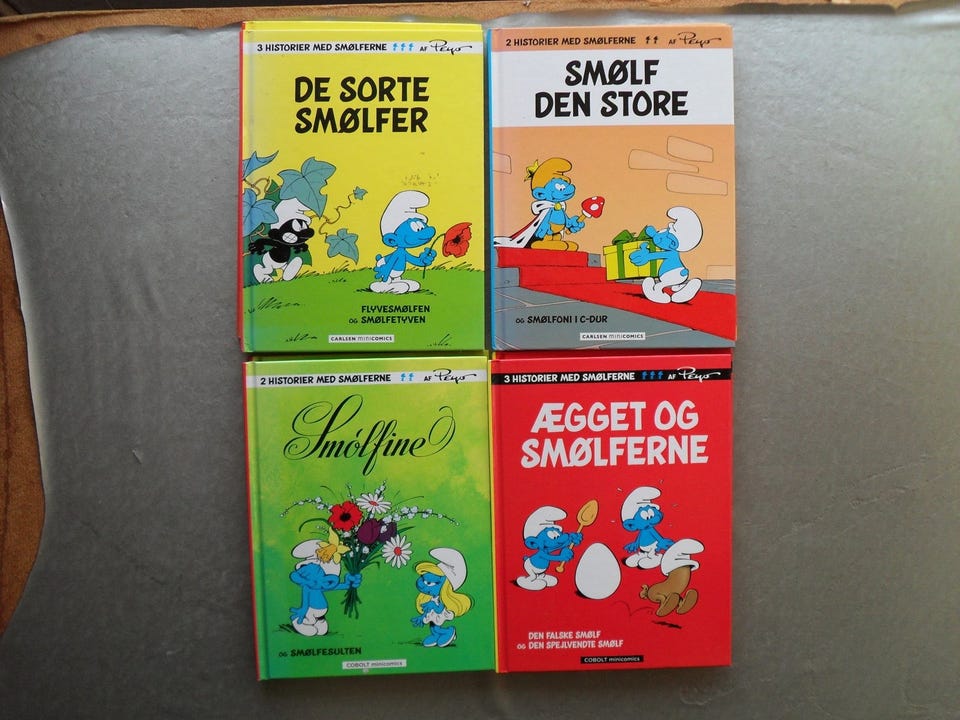 3 HISTORIER MED SMØLFERNE AF Peyo
DE SORTE
SMØLFER
FLYVESMØLFEN
OG SMØLFETYVEN
CARLSEN MINICOMICS
2 HISTORIER MED SMØLFERNE AF Peyo
SMØLF
DEN STORE
OG SMØLFONI I C-DUR
CARLSEN MINICOMICS
2 HISTORIER MED SMØLFERNE AF Peyo
Smølfine
OG SMØLFESULTEN
COBOLT minicomics
3 HISTORIER MED SMØLFERNE AF Peyo
ÆGGET OG
SMØLFERNE
DEN FALSKE SMØLF
OG DEN SPEJLVENDTE SMØLF
COBOLT minicomics